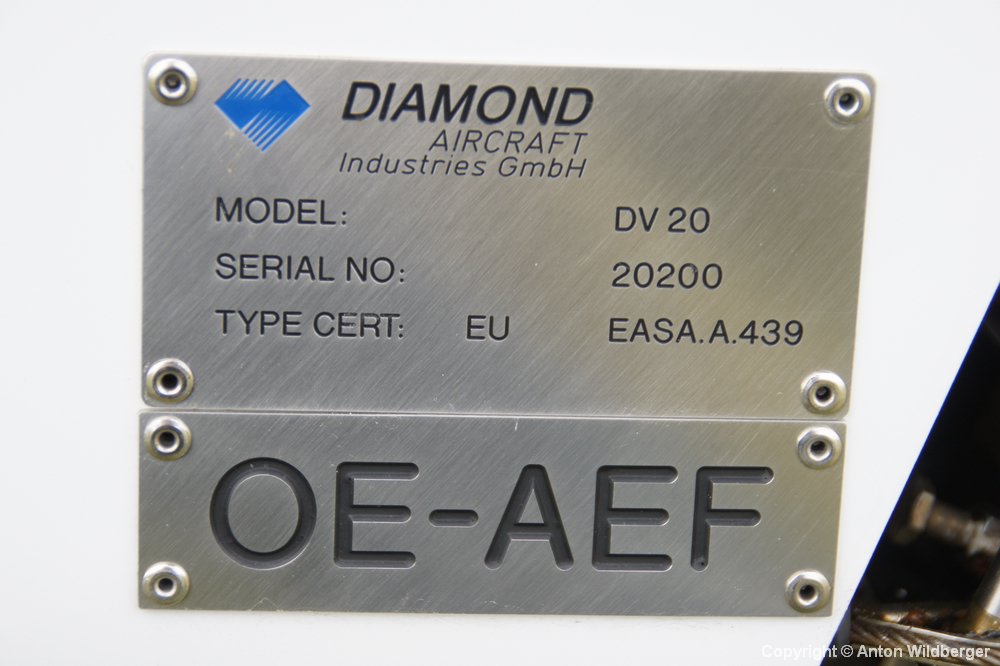 DIAMOND
AIRCRAFT
Industries GmbH
MODEL: DV 20
SERIAL NO: 20200
TYPE CERT: EU EASA.A.439
OE-AEF
Copyright © Anton Wildberger